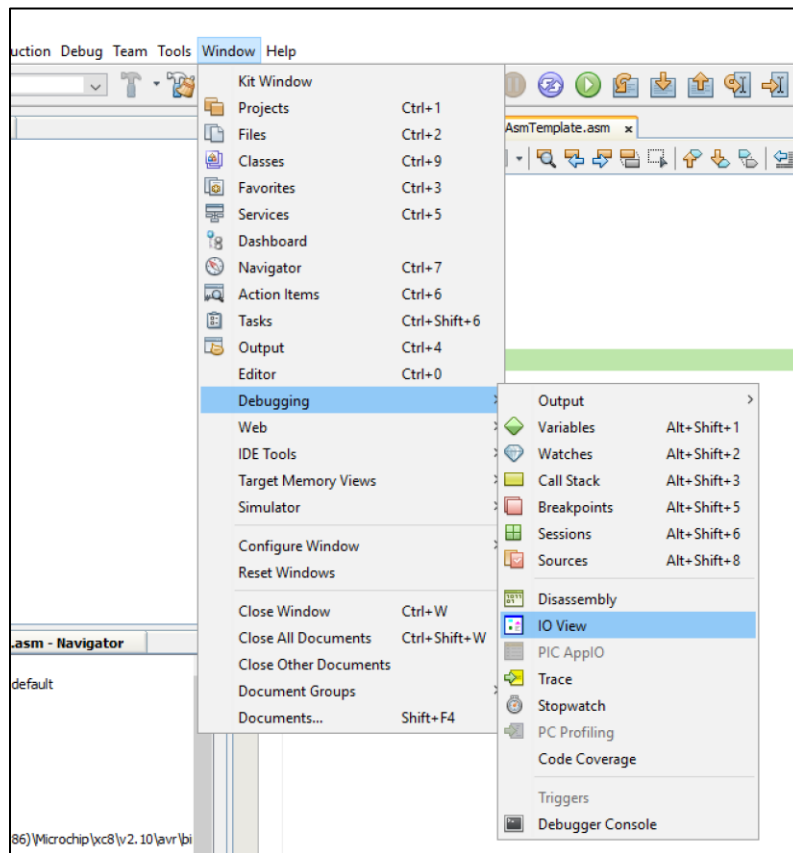 uction Debug Team Tools Window Help
Kit Window
Projects Ctrl+1
Files Ctrl+2
Classes Ctrl+9
Favorites Ctrl+3
Services Ctrl+5
Dashboard
Navigator Ctrl+7
Action Items Ctrl+6
Tasks Ctrl+Shift+6
Output Ctrl+4
Editor Ctrl+0
Debugging
Web
IDE Tools
Target Memory Views
Simulator
Configure Window
Reset Windows
Close Window Ctrl+W
Close All Documents Ctrl+Shift+W
Close Other Documents
Document Groups
Documents... Shift+F4
AsmTemplate.asm x
Output
Variables Alt+Shift+1
Watches Alt+Shift+2
Call Stack Alt+Shift+3
Breakpoints Alt+Shift+5
Sessions Alt+Shift+6
Sources Alt+Shift+8
Disassembly
IO View
PIC AppIO
Trace
Stopwatch
PC Profiling
Code Coverage
Triggers
Debugger Console
.asm - Navigator
default
86)\Microchip\xc8\v2.10\avr\bi